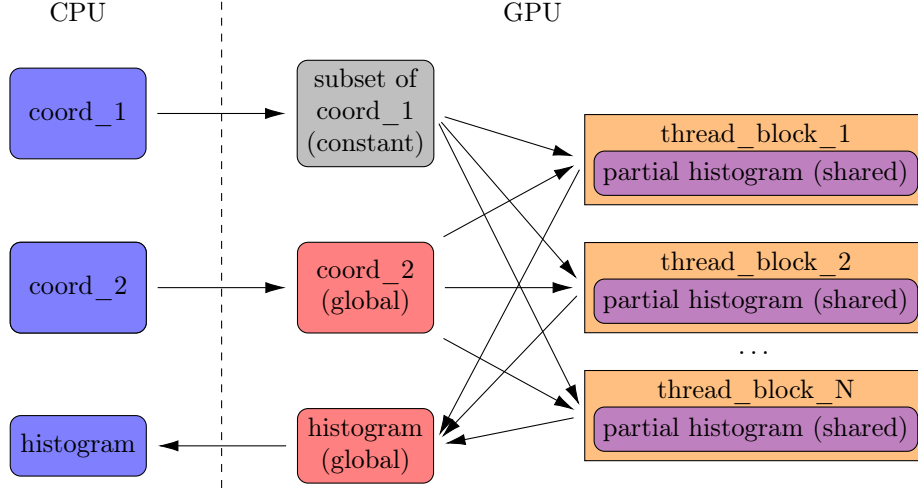 CPU
GPU
coord_1
subset of
coord_1
(constant)
thread_block_1
partial histogram (shared)
coord_2
coord_2
(global)
thread_block_2
partial histogram (shared)
...
thread_block_N
partial histogram (shared)
histogram
histogram
(global)